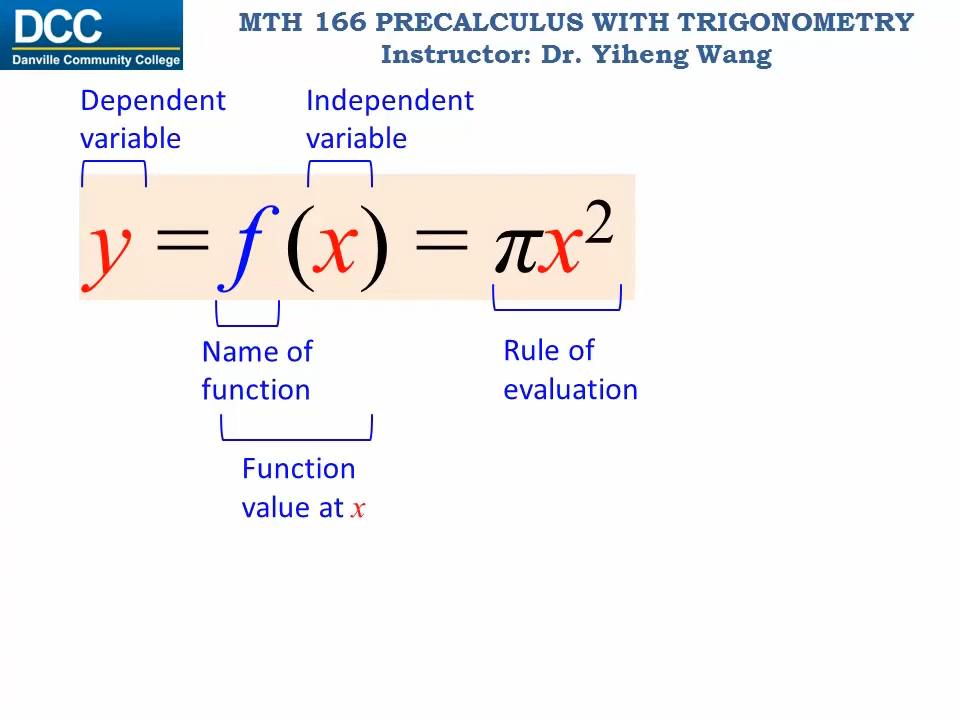 DCC
Danville Community College
MTH 166 PRECALCULUS WITH TRIGONOMETRY
Instructor: Dr. Yiheng Wang
Dependent variable
Independent variable
y = f (x) = πx²
Name of function
Rule of evaluation
Function value at x